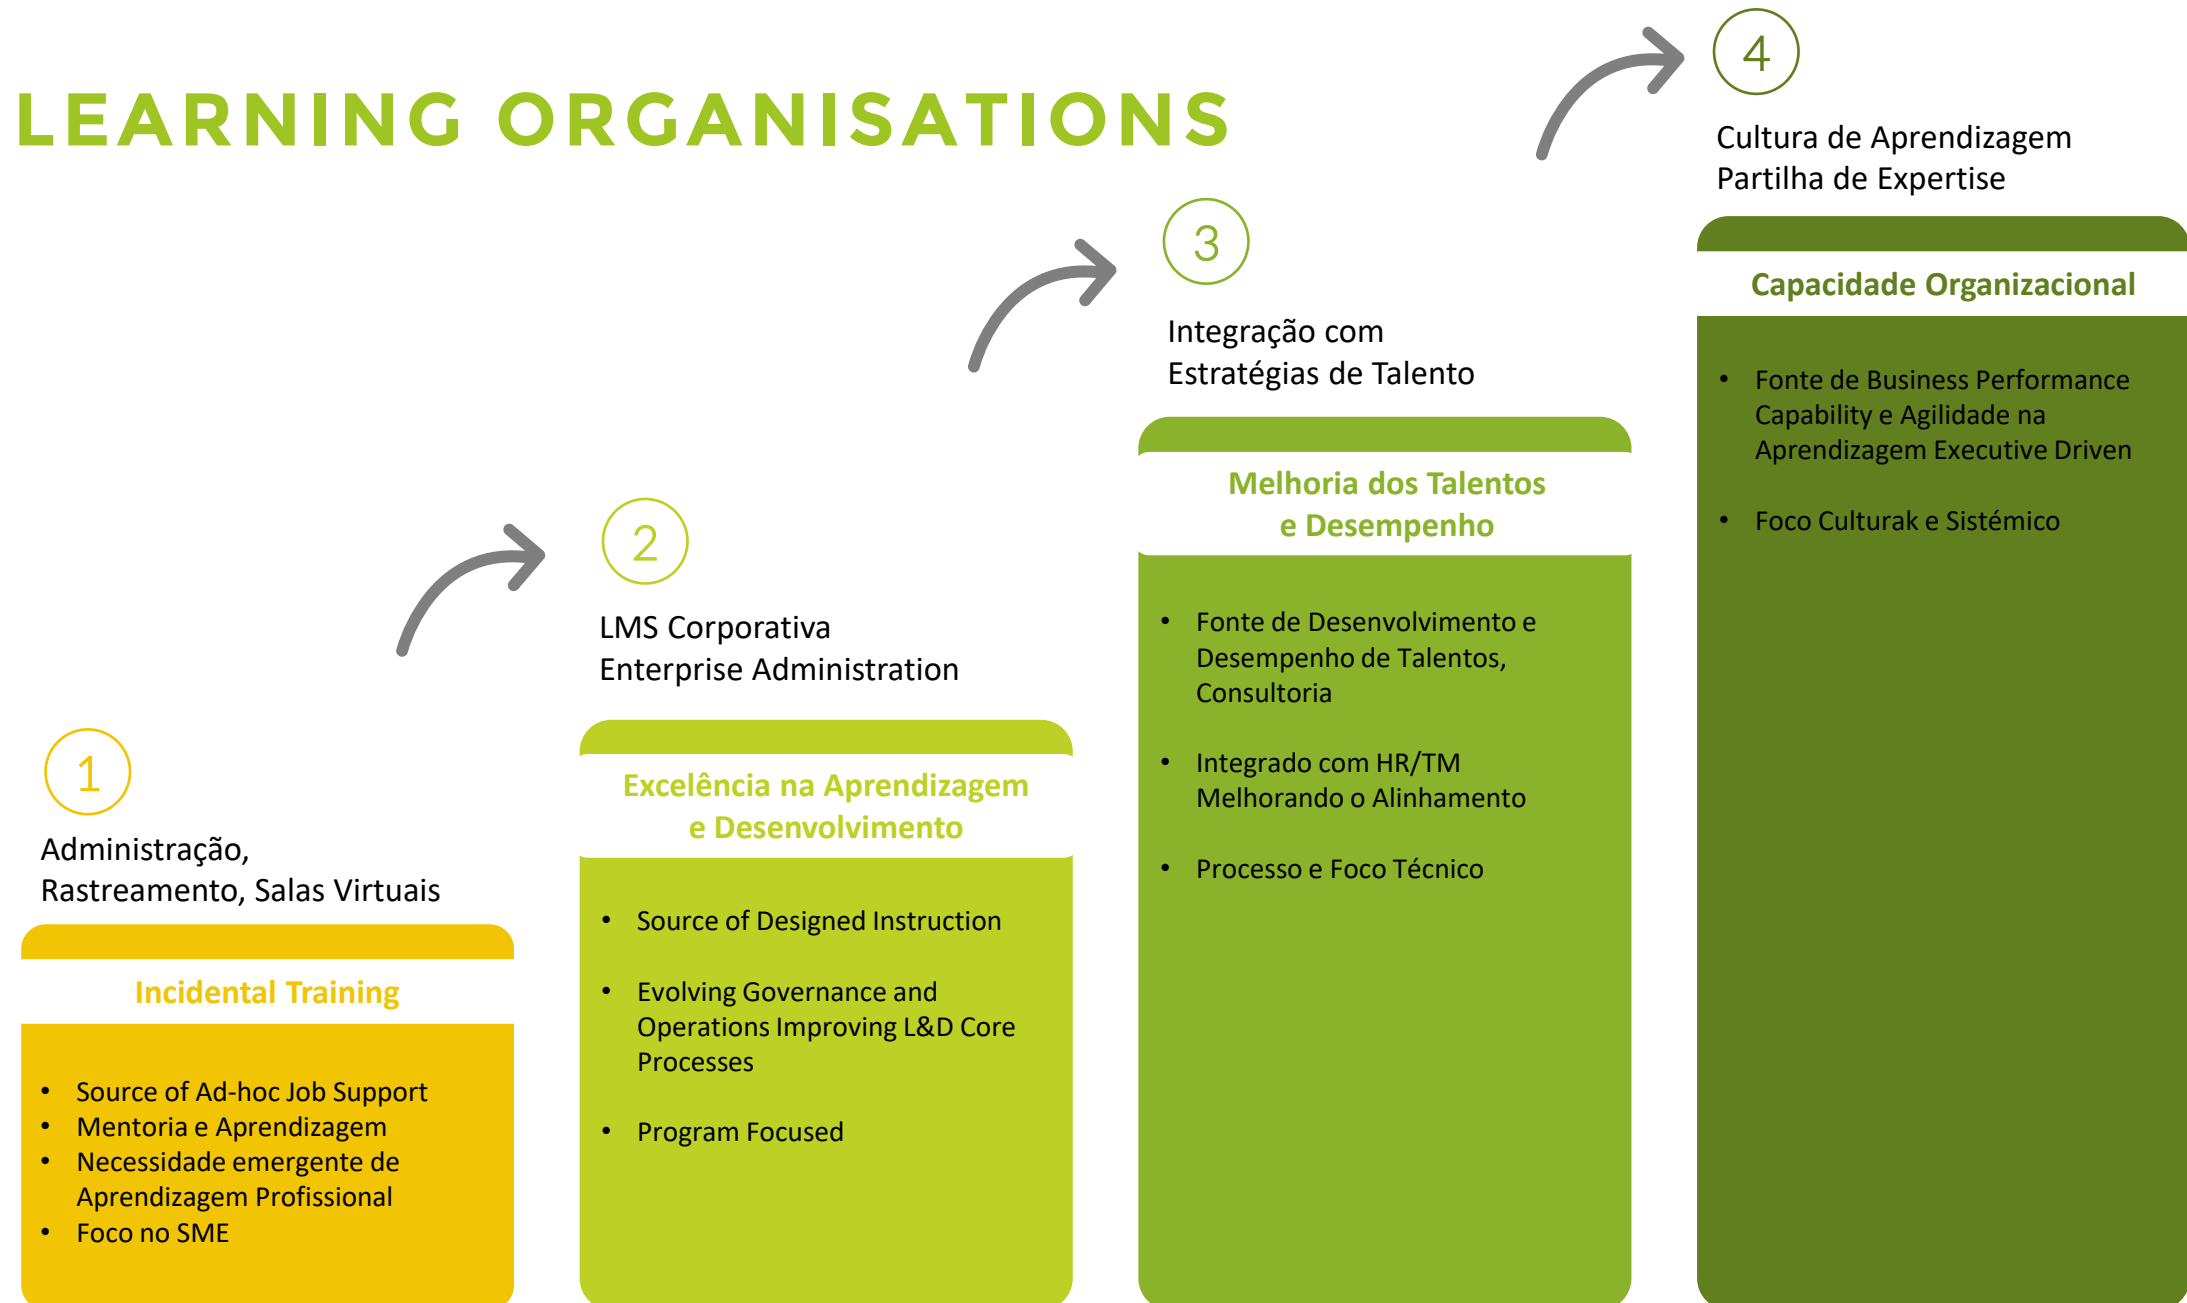 LEARNING ORGANISATIONS
1
Administração,
Rastreamento, Salas Virtuais
Incidental Training
• Source of Ad-hoc Job Support
• Mentoria e Aprendizagem
• Necessidade emergente de
Aprendizagem Profissional
• Foco no SME
2
LMS Corporativa
Enterprise Administration
Excelência na Aprendizagem
e Desenvolvimento
• Source of Designed Instruction
• Evolving Governance and
Operations Improving L&D Core
Processes
• Program Focused
3
Integração com
Estratégias de Talento
Melhoria dos Talentos
e Desempenho
• Fonte de Desenvolvimento e
Desempenho de Talentos,
Consultoria
• Integrado com HR/TM
Melhorando o Alinhamento
• Processo e Foco Técnico
4
Cultura de Aprendizagem
Partilha de Expertise
Capacidade Organizacional
• Fonte de Business Performance
Capability e Agilidade na
Aprendizagem Executive Driven
• Foco Culturak e Sistémico